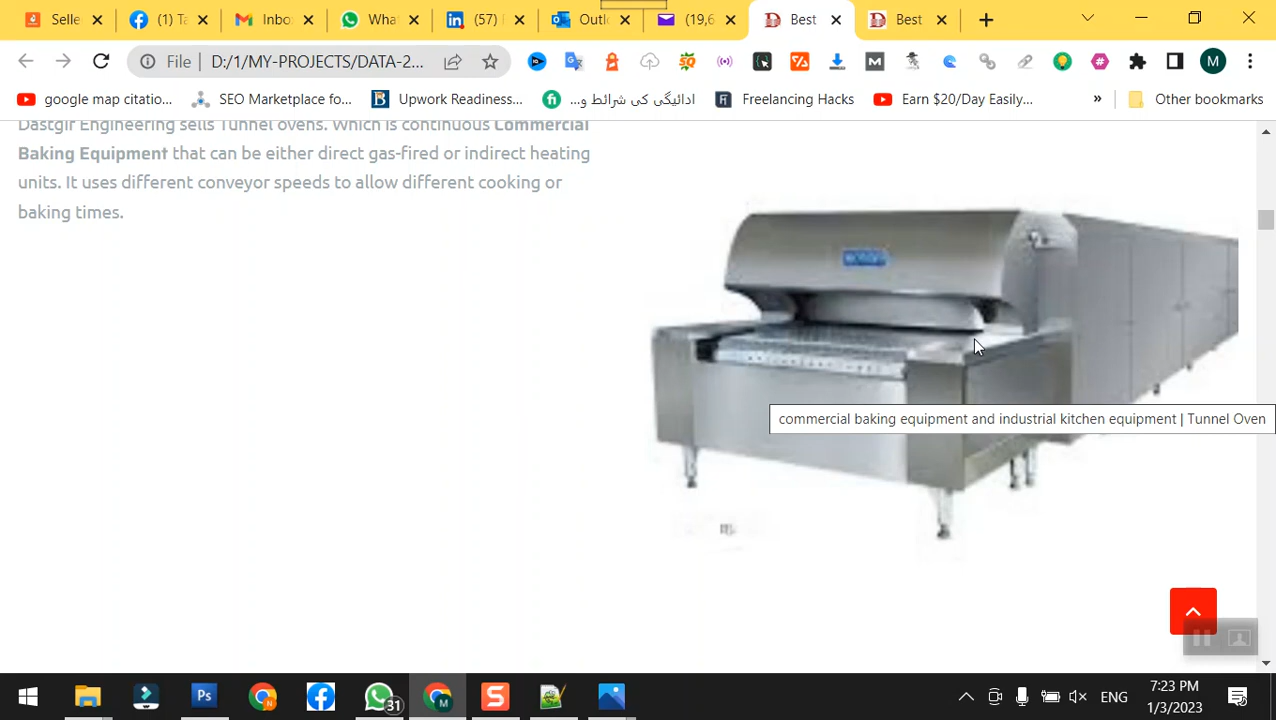 Selle
(1) Ta
Inbo
What
(57)
Outlo
(19,6
Best
Best
File
D:/1/MY-PROJECTS/DATA-2...
M
google map citatio...
SEO Marketplace fo...
Upwork Readiness...
ادائیگی کی شرائط و...
Freelancing Hacks
Earn $20/Day Easily...
»
Other bookmarks
Dastgir Engineering sells Tunnel ovens. Which is continuous Commercial
Baking Equipment that can be either direct gas-fired or indirect heating
units. It uses different conveyor speeds to allow different cooking or
baking times.
commercial baking equipment and industrial kitchen equipment | Tunnel Oven
31
ENG
7:23 PM
1/3/2023